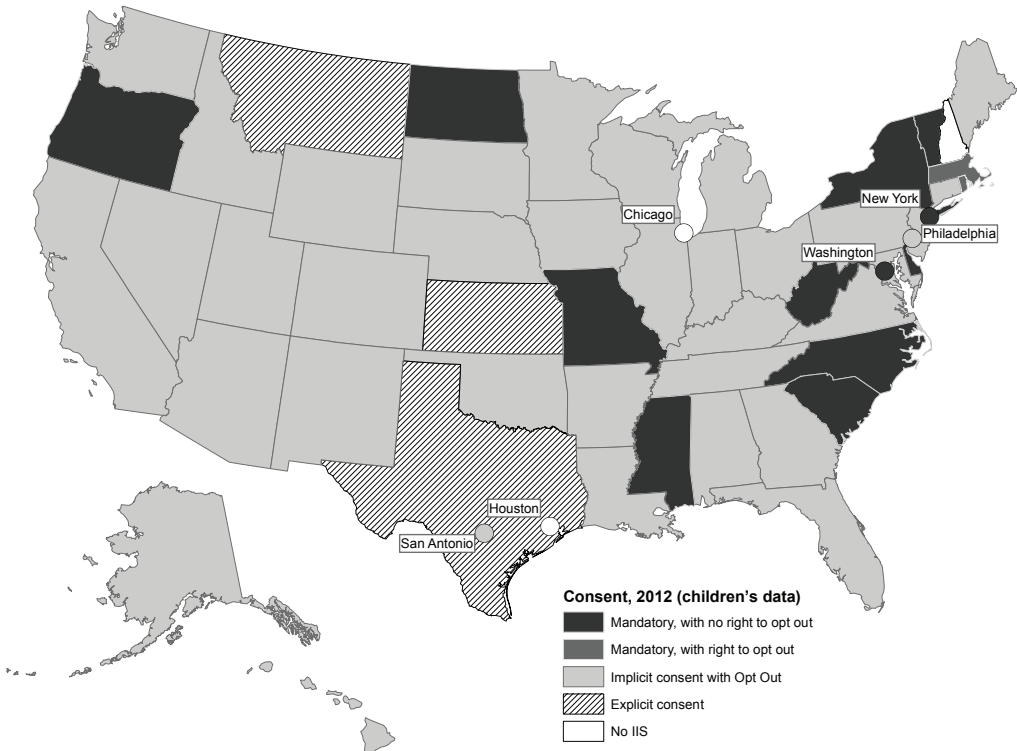 New York
Chicago
Philadelphia
Washington
Houston
San Antonio
Consent, 2012 (children's data)
Mandatory, with no right to opt out
Mandatory, with right to opt out
Implicit consent with Opt Out
Explicit consent
No IIS